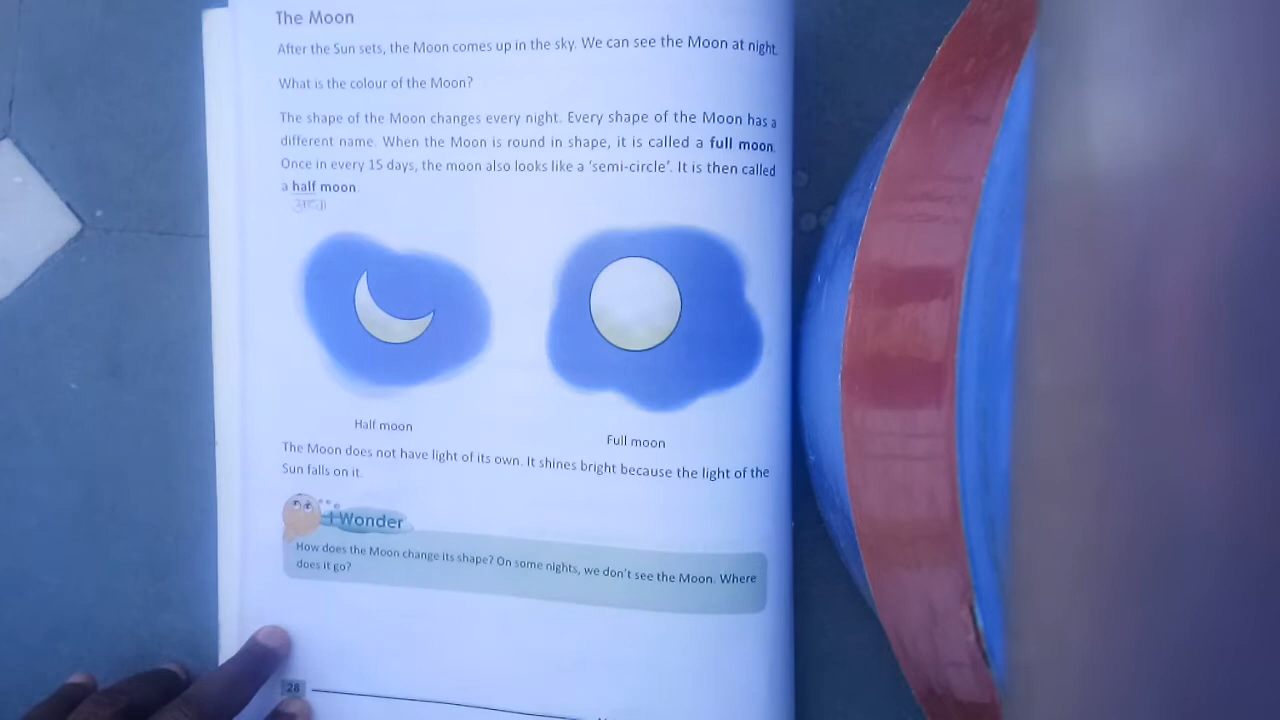 The Moon
After the Sun sets, the Moon comes up in the sky. We can see the Moon at night.
What is the colour of the Moon?
The shape of the Moon changes every night. Every shape of the Moon has a
different name. When the Moon is round in shape, it is called a full moon.
Once in every 15 days, the moon also looks like a ‘semi-circle’. It is then called
a half moon
Half moon
Full moon
The Moon does not have light of its own. It shines bright because the light of the
Sun falls on it.
I Wonder
How does the Moon change its shape? On some nights, we don't see the Moon. Where
does it go?
28